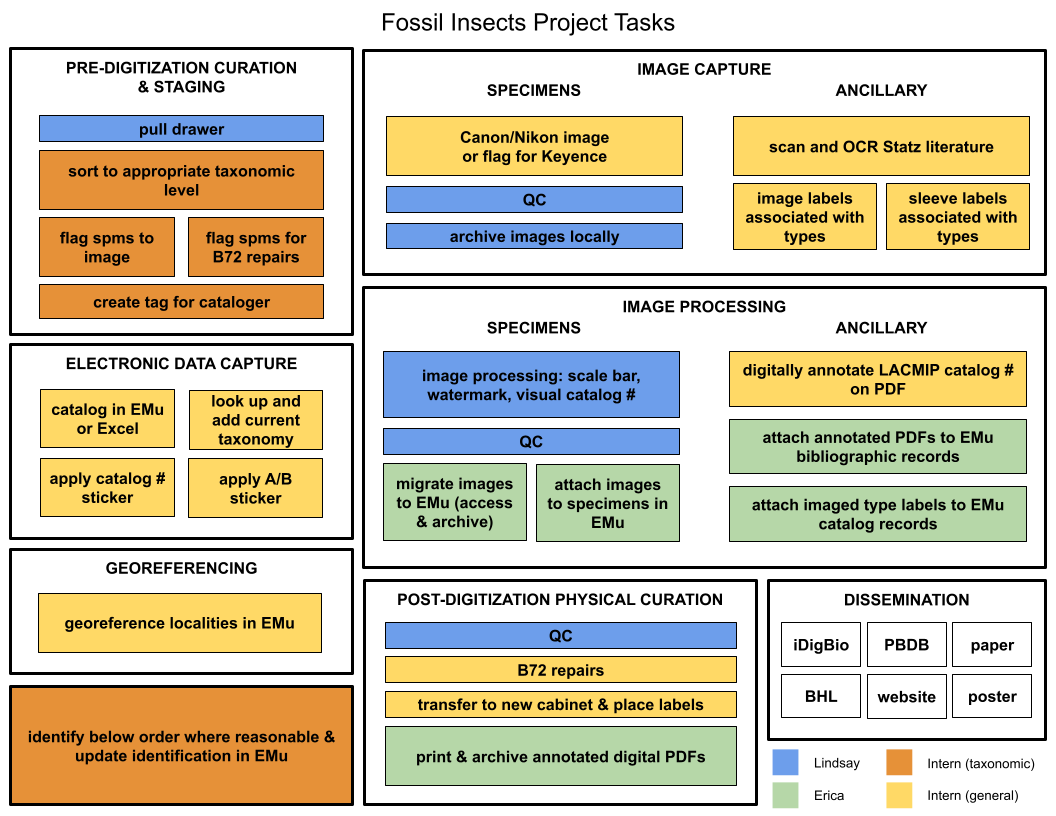 Fossil Insects Project Tasks
PRE-DIGITIZATION CURATION
& STAGING
pull drawer
sort to appropriate taxonomic
level
flag spms to
image
flag spms for
B72 repairs
create tag for cataloger
ELECTRONIC DATA CAPTURE
catalog in EMu
or Excel
look up and
add current
taxonomy
apply catalog #
sticker
apply A/B
sticker
GEOREFERENCING
georeference localities in EMu
identify below order where reasonable &
update identification in EMu
IMAGE CAPTURE
SPECIMENS
Canon/Nikon image
or flag for Keyence
QC
archive images locally
ANCILLARY
scan and OCR Statz literature
image labels
associated with
types
sleeve labels
associated with
types
IMAGE PROCESSING
SPECIMENS
image processing: scale bar,
watermark, visual catalog #
QC
migrate images
to EMu (access
& archive)
attach images
to specimens in
EMu
ANCILLARY
digitally annotate LACMIP catalog #
on PDF
attach annotated PDFs to EMu
bibliographic records
attach imaged type labels to EMu
catalog records
POST-DIGITIZATION PHYSICAL CURATION
QC
B72 repairs
transfer to new cabinet & place labels
print & archive annotated digital PDFs
DISSEMINATION
iDigBio
PBDB
paper
BHL
website
poster
Lindsay
Intern (taxonomic)
Erica
Intern (general)